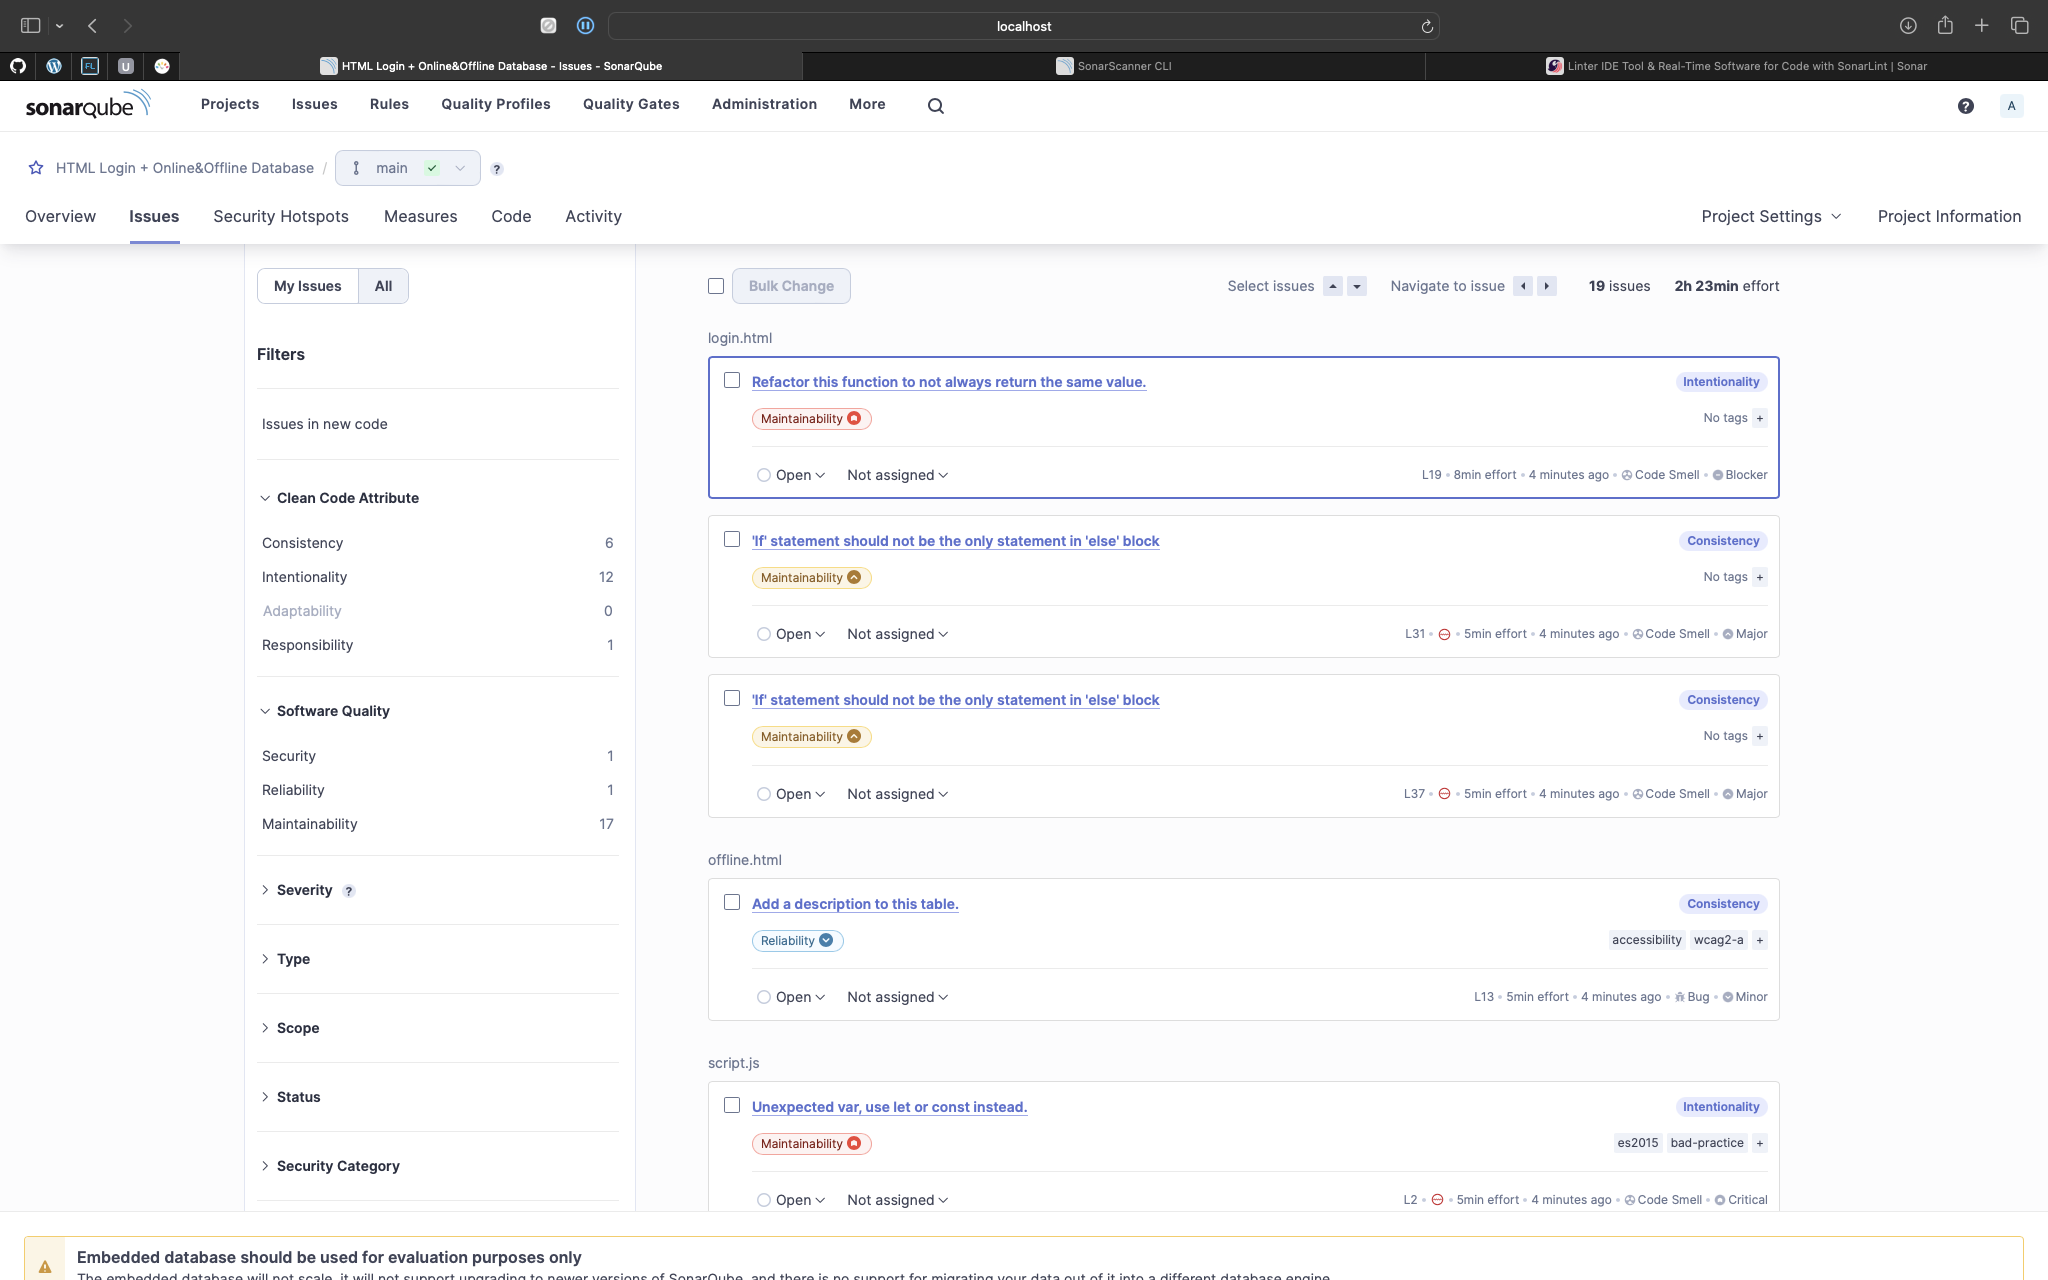 localhost
HTML Login + Online&Offline Database - Issues - SonarQube
SonarScanner CLI
Linter IDE Tool & Real-Time Software for Code with SonarLint | Sonar
FL
U
sonarqube
Projects
Issues
Rules
Quality Profiles
Quality Gates
Administration
More
?
A
HTML Login + Online&Offline Database / main ?
Overview
Issues
Security Hotspots
Measures
Code
Activity
Project Settings
Project Information
My Issues
All
Filters
Issues in new code
Clean Code Attribute
Consistency 6
Intentionality 12
Adaptability 0
Responsibility 1
Software Quality
Security 1
Reliability 1
Maintainability 17
Severity ?
Type
Scope
Status
Security Category
Bulk Change
Select issues
Navigate to issue
19 issues
2h 23min effort
login.html
Refactor this function to not always return the same value.
Intentionality
Maintainability
No tags +
Open Not assigned
L19 • 8min effort • 4 minutes ago • Code Smell • Blocker
'If' statement should not be the only statement in 'else' block
Consistency
Maintainability
No tags +
Open Not assigned
L31 • • 5min effort • 4 minutes ago • Code Smell • Major
'If' statement should not be the only statement in 'else' block
Consistency
Maintainability
No tags +
Open Not assigned
L37 • • 5min effort • 4 minutes ago • Code Smell • Major
offline.html
Add a description to this table.
Consistency
Reliability
accessibility wcag2-a +
Open Not assigned
L13 • 5min effort • 4 minutes ago • Bug • Minor
script.js
Unexpected var, use let or const instead.
Intentionality
Maintainability
es2015 bad-practice +
Open Not assigned
L2 • • 5min effort • 4 minutes ago • Code Smell • Critical
Embedded database should be used for evaluation purposes only
The embedded database will not scale, it will not support upgrading to newer versions of SonarQube, and there is no support for migrating your data out of it into a different database engine.